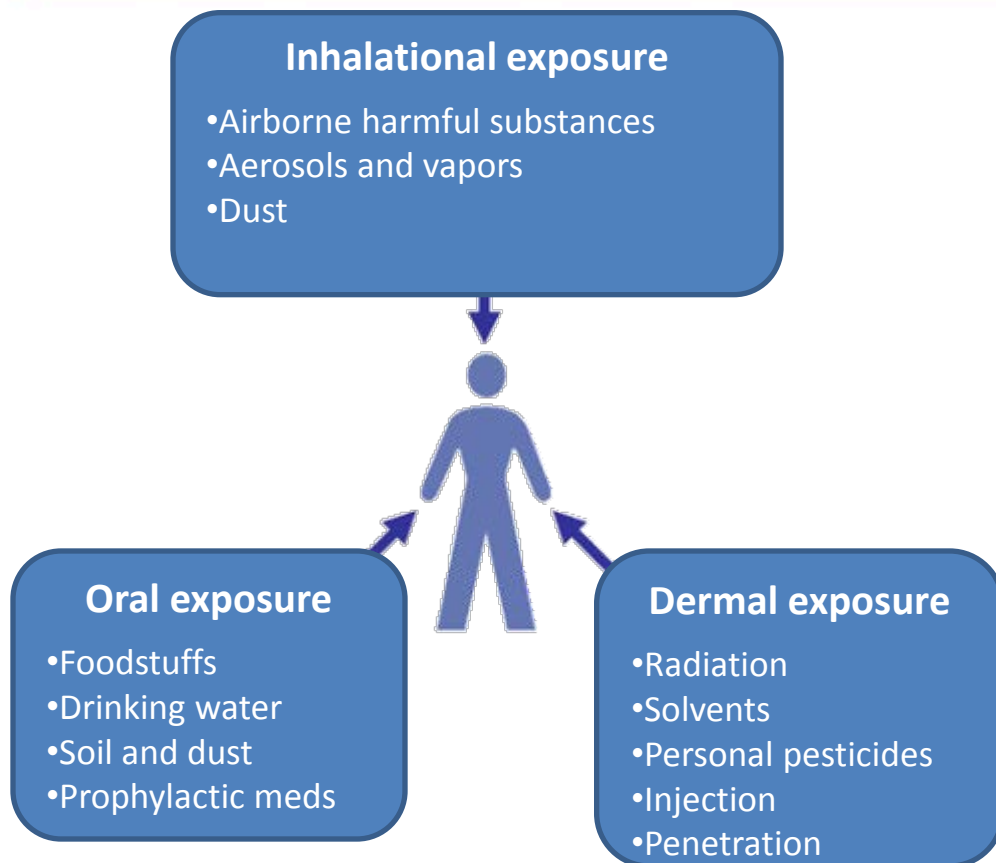 Inhalational exposure
•Airborne harmful substances
•Aerosols and vapors
•Dust
Oral exposure
•Foodstuffs
•Drinking water
•Soil and dust
•Prophylactic meds
Dermal exposure
•Radiation
•Solvents
•Personal pesticides
•Injection
•Penetration